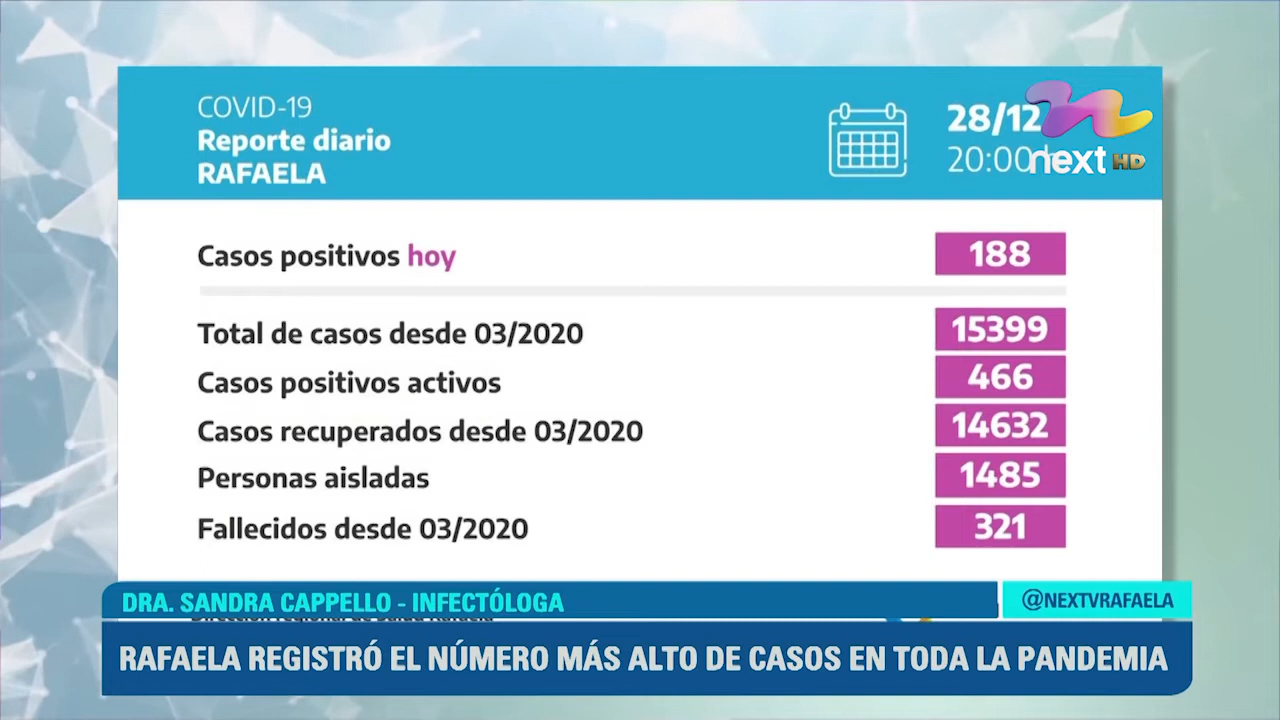 COVID-19
Reporte diario
RAFAELA
28/12
20:00
next HD
Casos positivos hoy
188
Total de casos desde 03/2020
15399
Casos positivos activos
466
Casos recuperados desde 03/2020
14632
Personas aisladas
1485
Fallecidos desde 03/2020
321
DRA. SANDRA CAPPELLO - INFECTÓLOGA
@NEXTVRAFAELA
RAFAELA REGISTRÓ EL NÚMERO MÁS ALTO DE CASOS EN TODA LA PANDEMIA